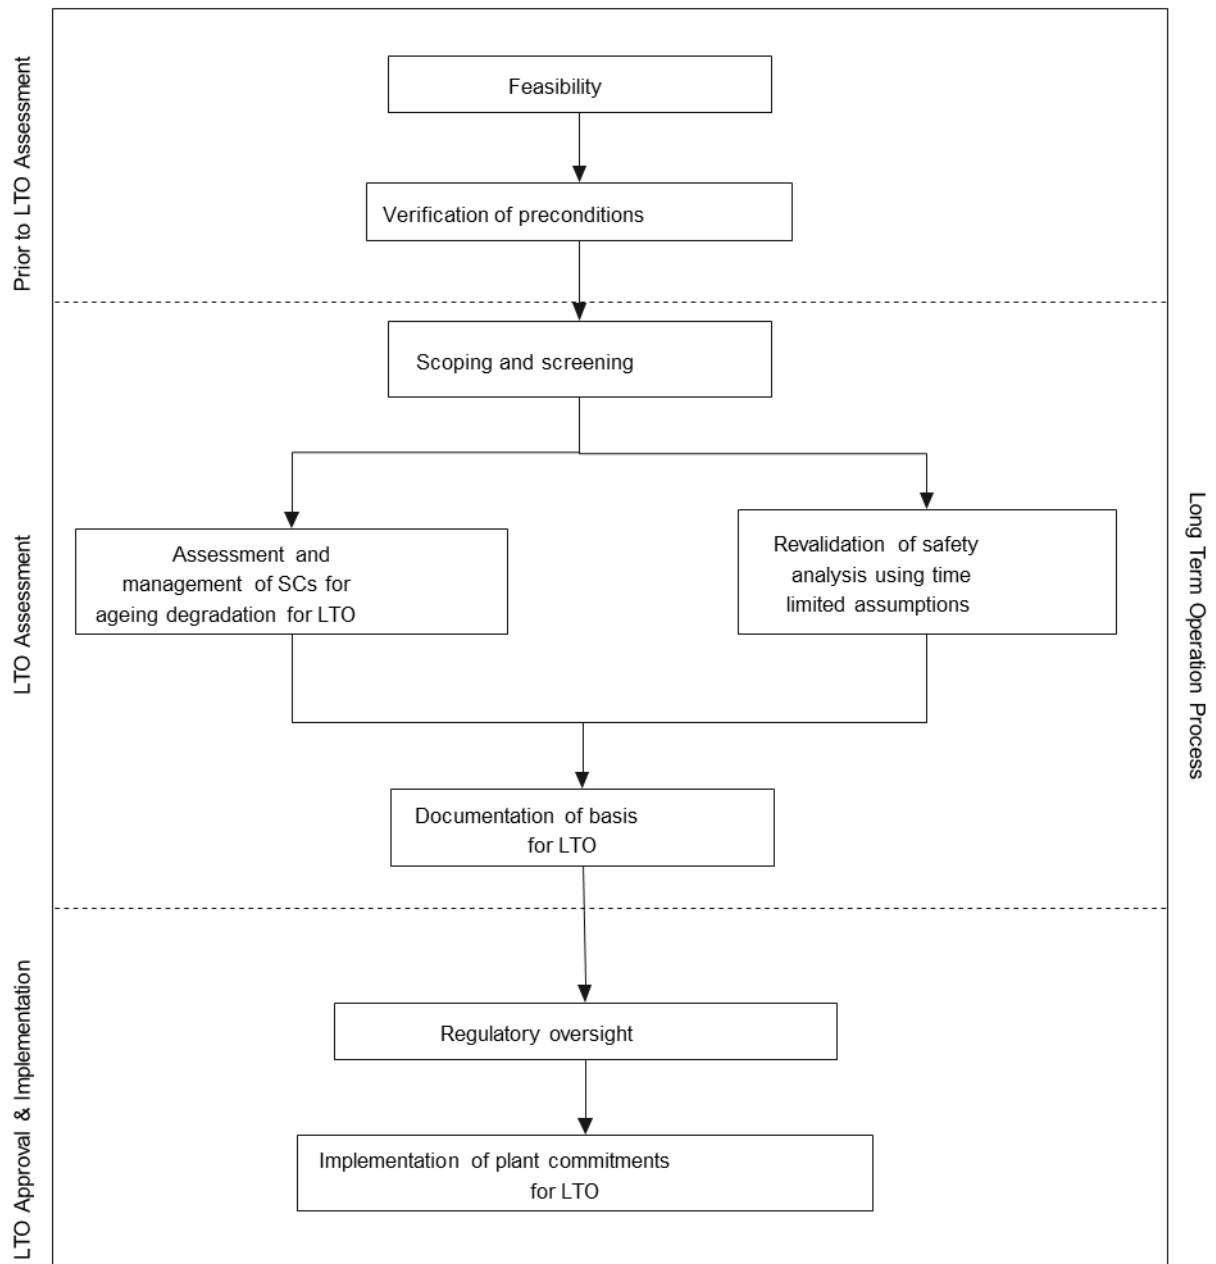 Prior to LTO Assessment
Feasibility
Verification of preconditions
LTO Assessment
Scoping and screening
Assessment and
management of SCs for
ageing degradation for LTO
Revalidation of safety
analysis using time
limited assumptions
Documentation of basis
for LTO
LTO Approval & Implementation
Regulatory oversight
Implementation of plant commitments
for LTO
Long Term Operation Process